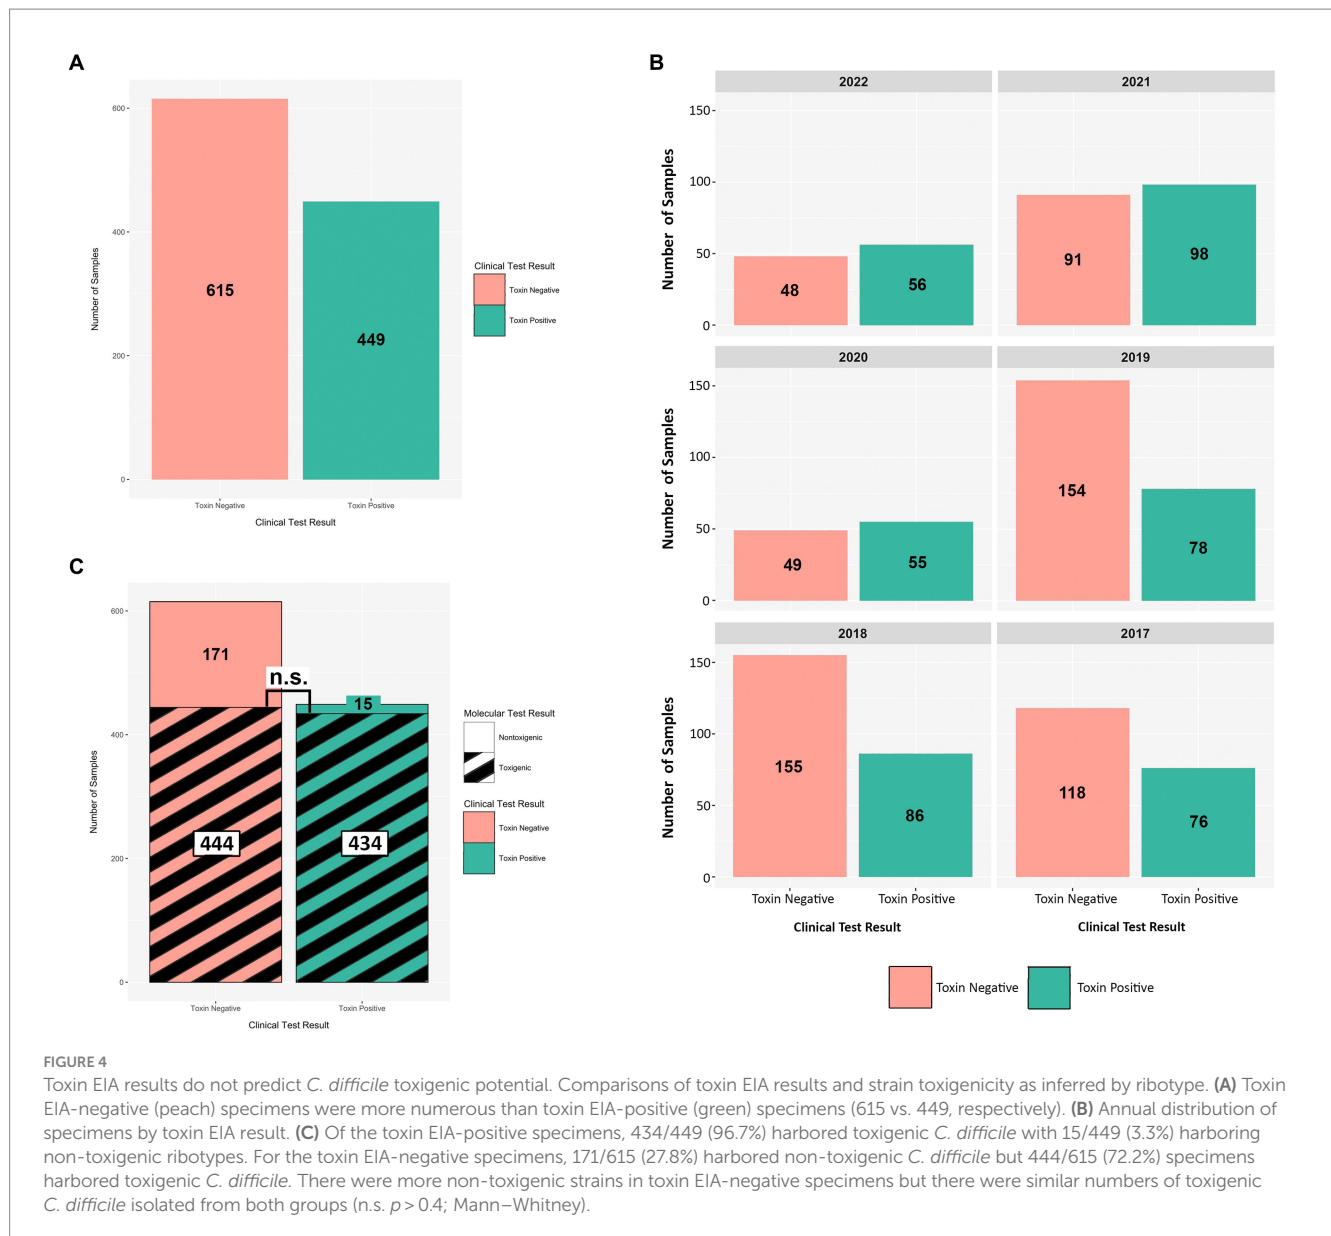 A
600
400
200
0
Number of Samples
615
449
Toxin Negative
Toxin Positive
Clinical Test Result
Clinical Test Result
Toxin Negative
Toxin Positive
B
2022
2021
150
100
50
0
Number of Samples
48
56
91
98
2020
2019
150
100
50
0
Number of Samples
49
55
154
78
2018
2017
150
100
50
0
Number of Samples
155
86
118
76
Toxin Negative
Toxin Positive
Toxin Negative
Toxin Positive
Clinical Test Result
Clinical Test Result
Toxin Negative
Toxin Positive
C
600
400
200
0
Number of Samples
171
n.s.
15
444
434
Toxin Negative
Toxin Positive
Clinical Test Result
Molecular Test Result
Nontoxigenic
Toxigenic
Clinical Test Result
Toxin Negative
Toxin Positive
FIGURE 4
Toxin EIA results do not predict C. difficile toxigenic potential. Comparisons of toxin EIA results and strain toxigenicity as inferred by ribotype. (A) Toxin
EIA-negative (peach) specimens were more numerous than toxin EIA-positive (green) specimens (615 vs. 449, respectively). (B) Annual distribution of
specimens by toxin EIA result. (C) Of the toxin EIA-positive specimens, 434/449 (96.7%) harbored toxigenic C. difficile with 15/449 (3.3%) harboring
non-toxigenic ribotypes. For the toxin EIA-negative specimens, 171/615 (27.8%) harbored non-toxigenic C. difficile but 444/615 (72.2%) specimens
harbored toxigenic C. difficile. There were more non-toxigenic strains in toxin EIA-negative specimens but there were similar numbers of toxigenic
C. difficile isolated from both groups (n.s. p > 0.4; Mann–Whitney).